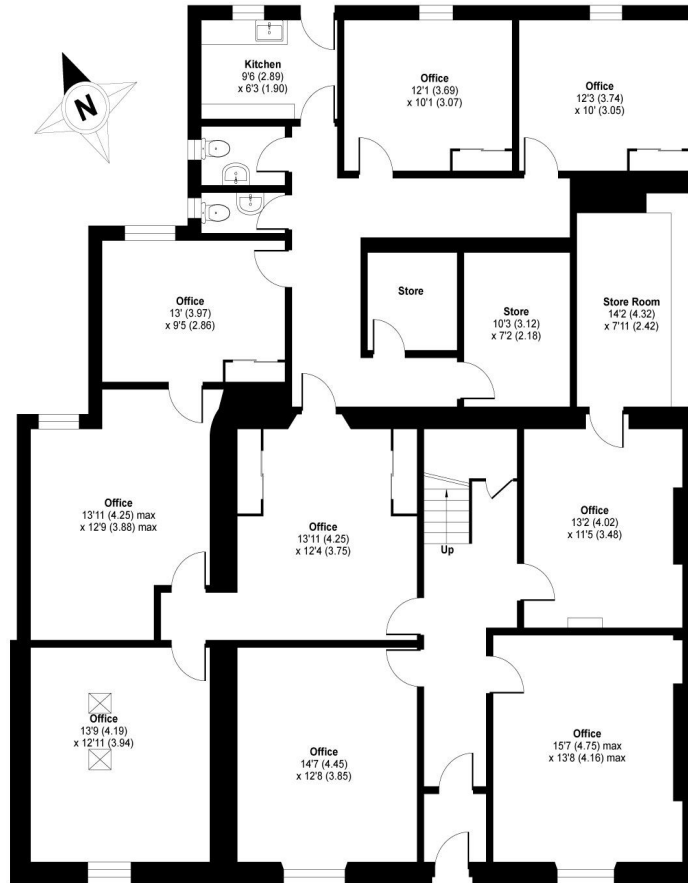 Kitchen
9'6 (2.89)
x 6'3 (1.90)
Office
12'1 (3.69)
x 10'1 (3.07)
Office
12'3 (3.74)
x 10' (3.05)
N
Office
13' (3.97)
x 9'5 (2.86)
Store
Store
10'3 (3.12)
x 7'2 (2.18)
Store Room
14'2 (4.32)
x 7'11 (2.42)
Office
13'11 (4.25) max
x 12'9 (3.88) max
Office
13'11 (4.25)
x 12'4 (3.75)
Up
Office
13'2 (4.02)
x 11'5 (3.48)
Office
13'9 (4.19)
x 12'11 (3.94)
Office
14'7 (4.45)
x 12'8 (3.85)
Office
15'7 (4.75) max
x 13'8 (4.16) max